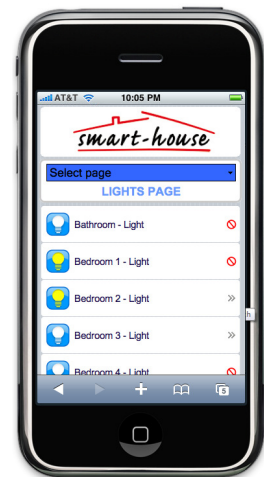 AT&T 10:05 PM
smart-house
Select page
LIGHTS PAGE
Bathroom - Light
Bedroom 1 - Light
Bedroom 2 - Light
Bedroom 3 - Light
h
Bedroom 4 - Light
5